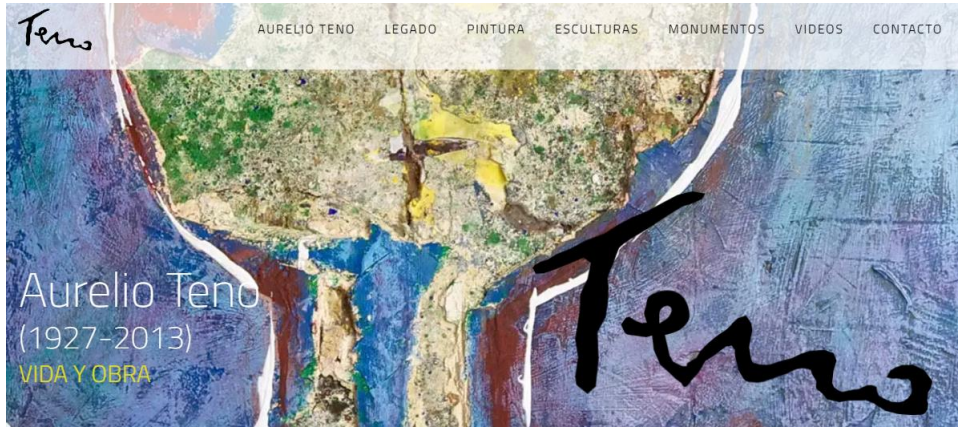 Teno
AURELIO TENO LEGADO PINTURA ESCULTURAS MONUMENTOS VIDEOS CONTACTO
Aurelio Teno
(1927-2013)
VIDA Y OBRA
Teno